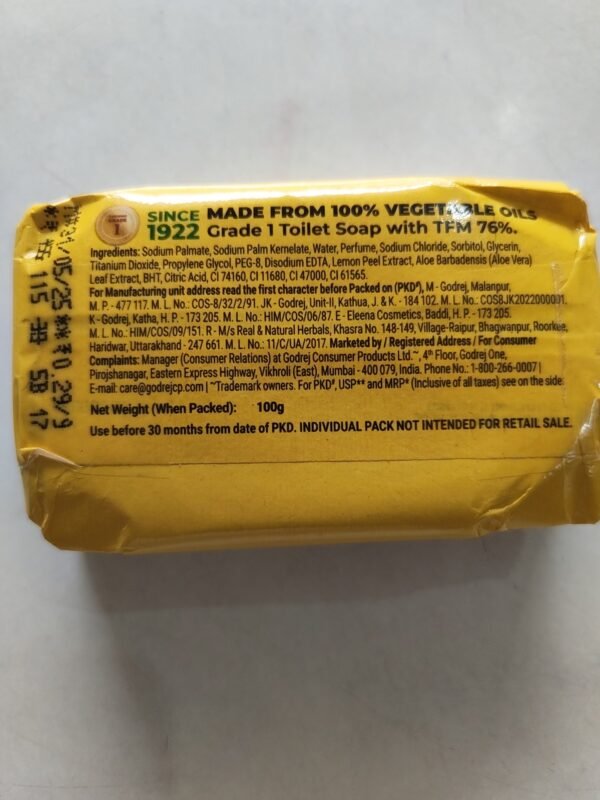 SINCE 1922
MADE FROM 100% VEGETABLE OILS
Grade 1 Toilet Soap with TFM 76%.
Ingredients: Sodium Palmate, Sodium Palm Kernelate, Water, Perfume, Sodium Chloride, Sorbitol, Glycerin,
Titanium Dioxide, Propylene Glycol, PEG-8, Disodium EDTA, Lemon Peel Extract, Aloe Barbadensis (Aloe Vera)
Leaf Extract, BHT, Citric Acid, CI 74160, CI 11680, CI 47000, CI 61565.
For Manufacturing unit address read the first character before Packed on (PKD#), M - Godrej, Malanpur,
M. P. - 477 117. M. L. No.: COS-8/32/2/91. JK - Godrej, Unit-II, Kathua, J. & K. - 184 102. M. L. No.: COS8JK2022000001.
K - Godrej, Katha, H. P. - 173 205. M. L. No.: HIM/COS/06/87. E - Eleena Cosmetics, Baddi, H. P. - 173 205.
M. L. No.: HIM/COS/09/151. R - M/s Real & Natural Herbals, Khasra No. 148-149, Village-Raipur, Bhagwanpur, Roorkee,
Haridwar, Uttarakhand - 247 661. M. L. No.: 11/C/UA/2017. Marketed by / Registered Address / For Consumer
Complaints: Manager (Consumer Relations) at Godrej Consumer Products Ltd.~, 4th Floor, Godrej One,
Pirojshanagar, Eastern Express Highway, Vikhroli (East), Mumbai - 400 079, India. Phone No.: 1-800-266-0007 |
E-mail: care@godrejcp.com | ~Trademark owners. For PKD#, USP** and MRP* (Inclusive of all taxes) see on the side.
Net Weight (When Packed): 100g
Use before 30 months from date of PKD. INDIVIDUAL PACK NOT INTENDED FOR RETAIL SALE.
/05/25 ** ₹0.29/9
115 SB 17